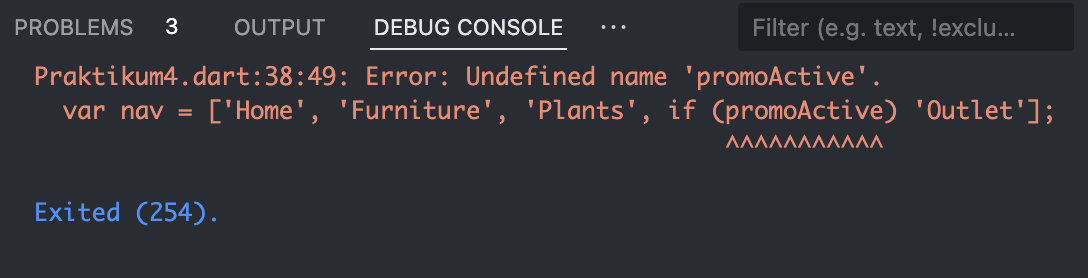 PROBLEMS 3 OUTPUT DEBUG CONSOLE ··· Filter (e.g. text, !exclu...
Praktikum4.dart:38:49: Error: Undefined name 'promoActive'.
var nav = ['Home', 'Furniture', 'Plants', if (promoActive) 'Outlet'];
^^^^^^^^^^^
Exited (254).